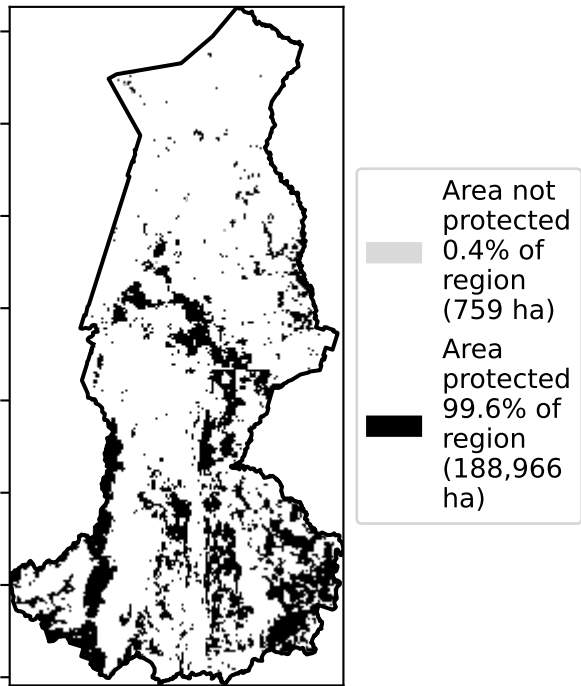 Area not
protected
0.4% of
region
(759 ha)
Area
protected
99.6% of
region
(188,966
ha)